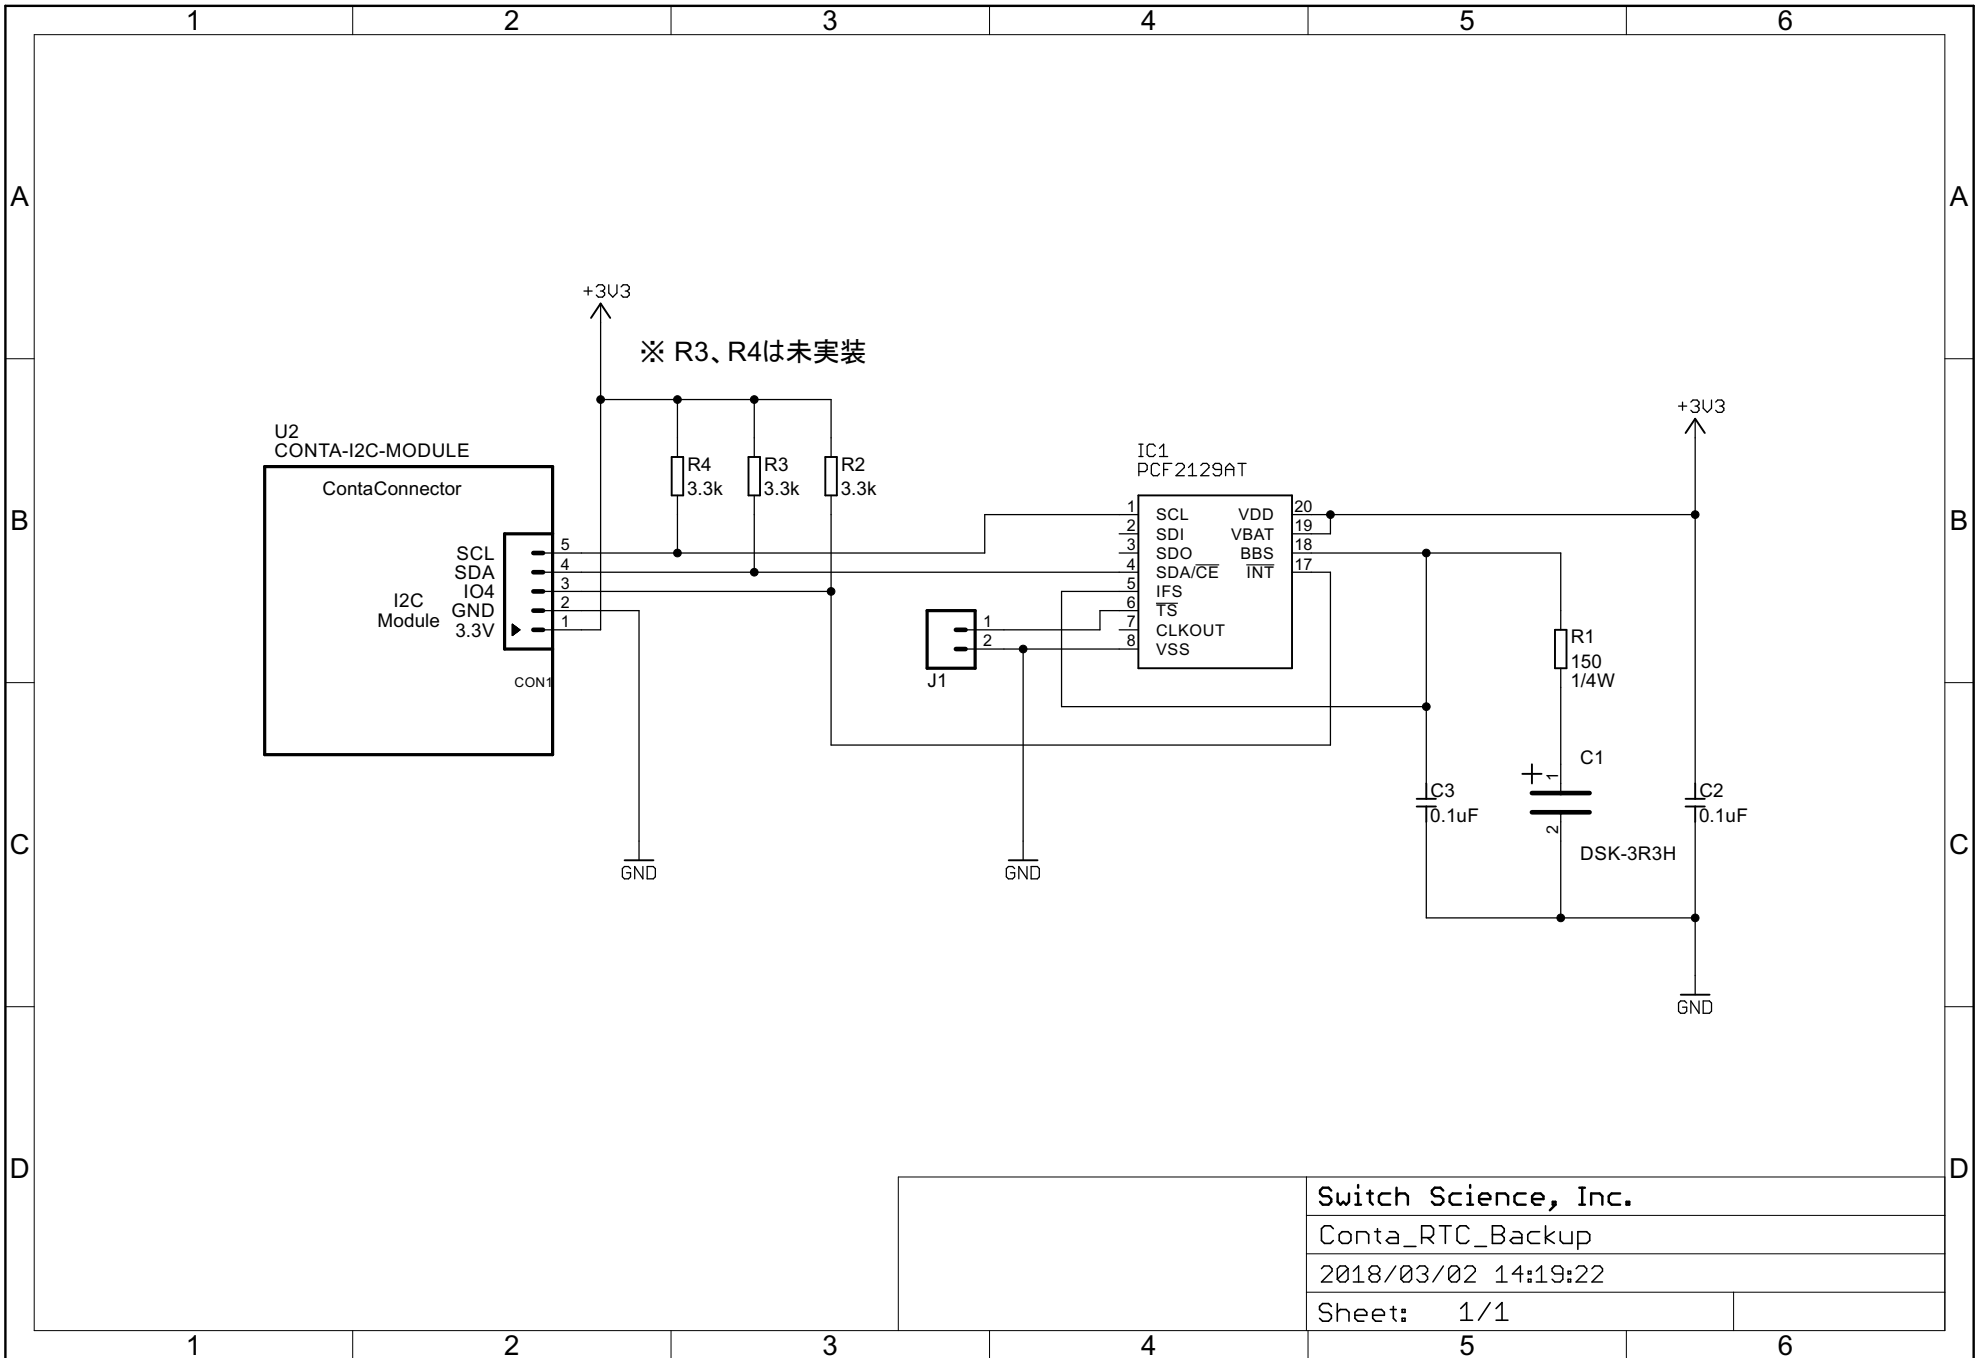 1 2 3 4 5 6
A A
+3V3
※ R3、R4は未実装
+3V3
U2
CONTA-I2C-MODULE
ContaConnector
R4
3.3k
R3
3.3k
R2
3.3k
IC1
PCF2129AT
B B
SCL 5
SDA 4
IO4 3
GND 2
3.3V 1
I2C
Module
CON1
1 SCL VDD 20
2 SDI VBAT 19
3 SDO BBS 18
4 SDA/CE INT 17
5 IFS
6 TS
7 CLKOUT
8 VSS
1
2
J1
R1
150
1/4W
C1
+ 1
2
DSK-3R3H
C3
0.1uF
C2
0.1uF
C C
GND
GND
GND
D D
Switch Science, Inc.
Conta_RTC_Backup
2018/03/02 14:19:22
Sheet: 1/1
1 2 3 4 5 6